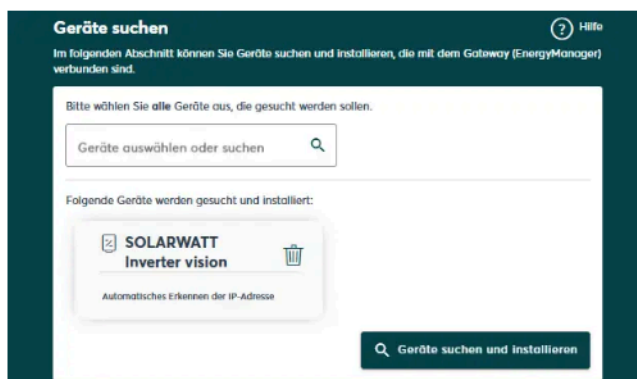 Geräte suchen
? Hilfe
Im folgenden Abschnitt können Sie Geräte suchen und installieren, die mit dem Gateway (EnergyManager)
verbunden sind.
Bitte wählen Sie alle Geräte aus, die gesucht werden sollen.
Geräte auswählen oder suchen
Folgende Geräte werden gesucht und installiert:
SOLARWATT
Inverter vision
Automatisches Erkennen der IP-Adresse
Geräte suchen und installieren